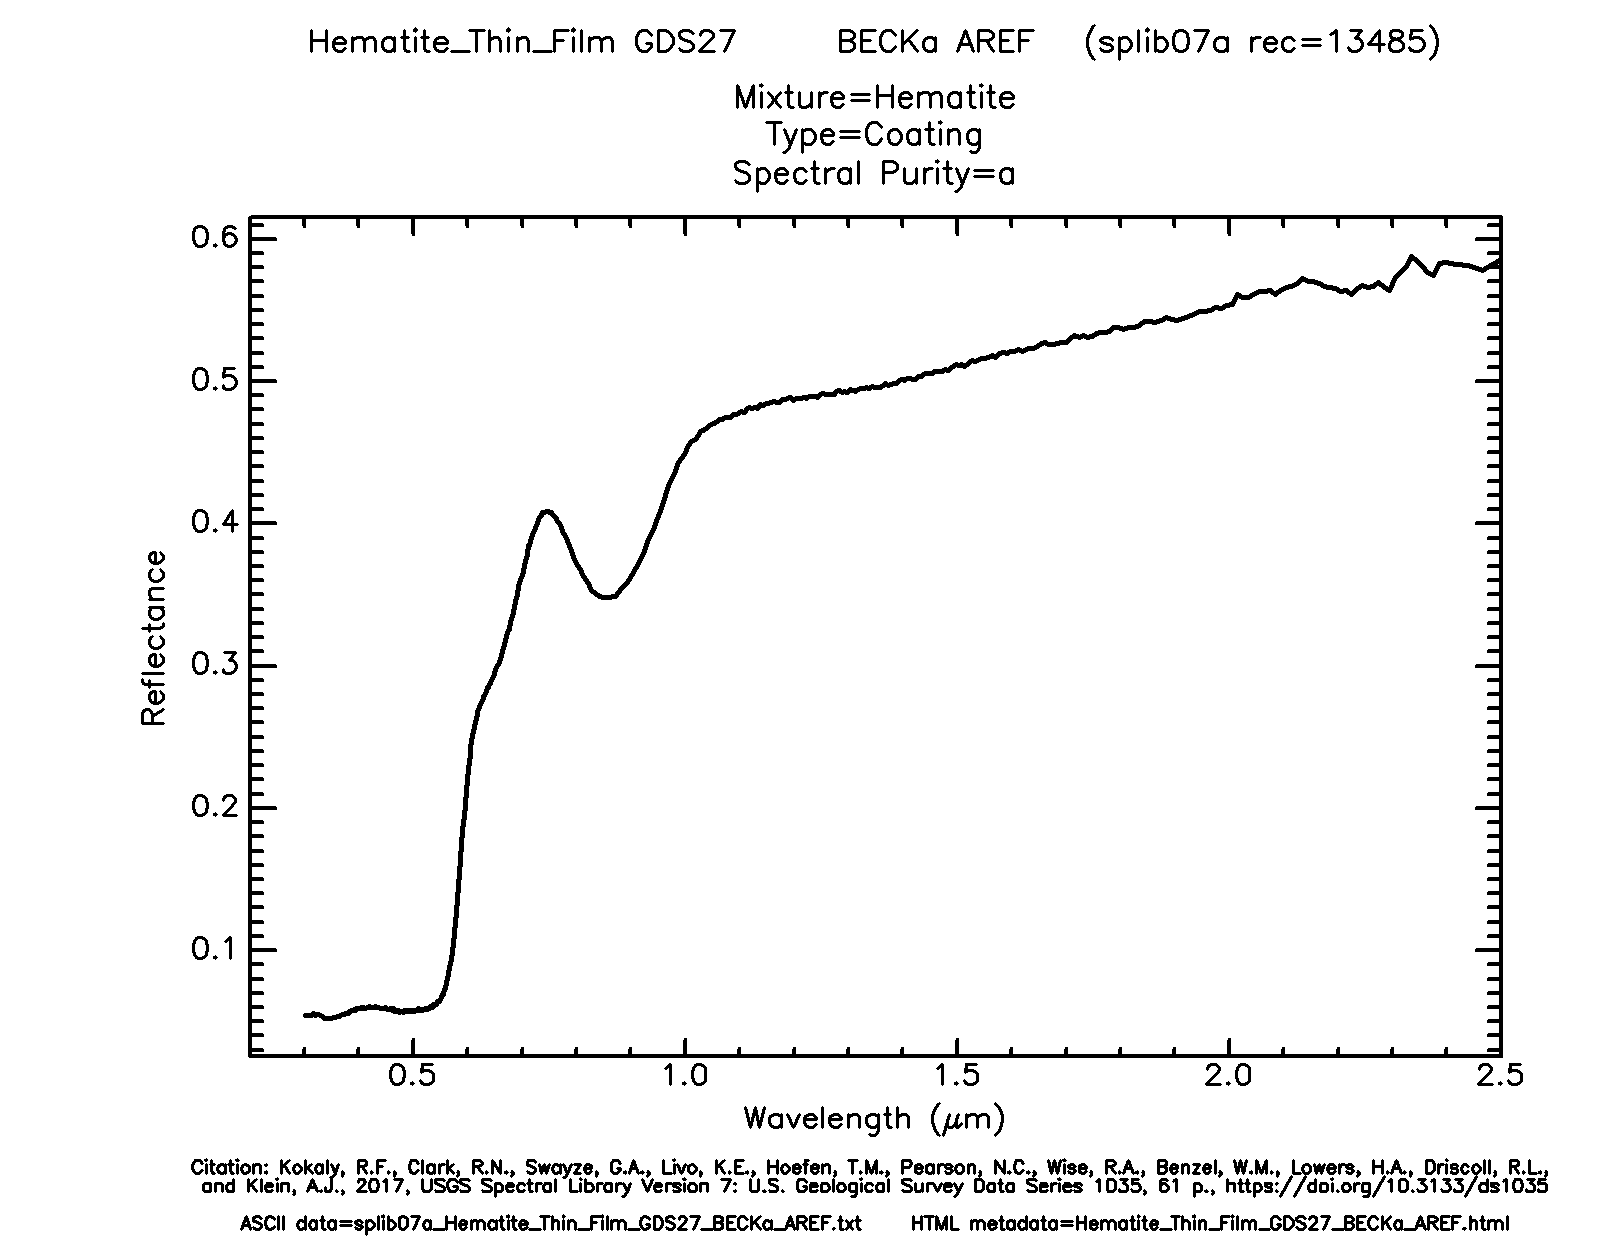 Hematite_Thin_Film GDS27 BECKa AREF (splib07a rec=13485)
Mixture=Hematite
Type=Coating
Spectral Purity=a
0.6
0.5
0.4
0.3
0.2
0.1
Reflectance
0.5 1.0 1.5 2.0 2.5
Wavelength (μm)
Citation: Kokaly, R.F., Clark, R.N., Swayze, G.A., Livo, K.E., Hoefen, T.M., Pearson, N.C., Wise, R.A., Benzel, W.M., Lowers, H.A., Driscoll, R.L.,
and Klein, A.J., 2017, USGS Spectral Library Version 7: U.S. Geological Survey Data Series 1035, 61 p., https://doi.org/10.3133/ds1035
ASCII data=splib07a_Hematite_Thin_Film_GDS27_BECKa_AREF.txt HTML metadata=Hematite_Thin_Film_GDS27_BECKa_AREF.html